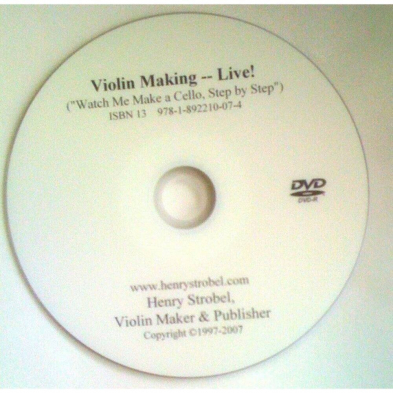 Violin Making -- Live!
("Watch Me Make a Cello, Step by Step")
ISBN 13 978-1-892210-07-4
DVD
DVD-R
www.henrystrobel.com
Henry Strobel,
Violin Maker & Publisher
Copyright ©1997-2007